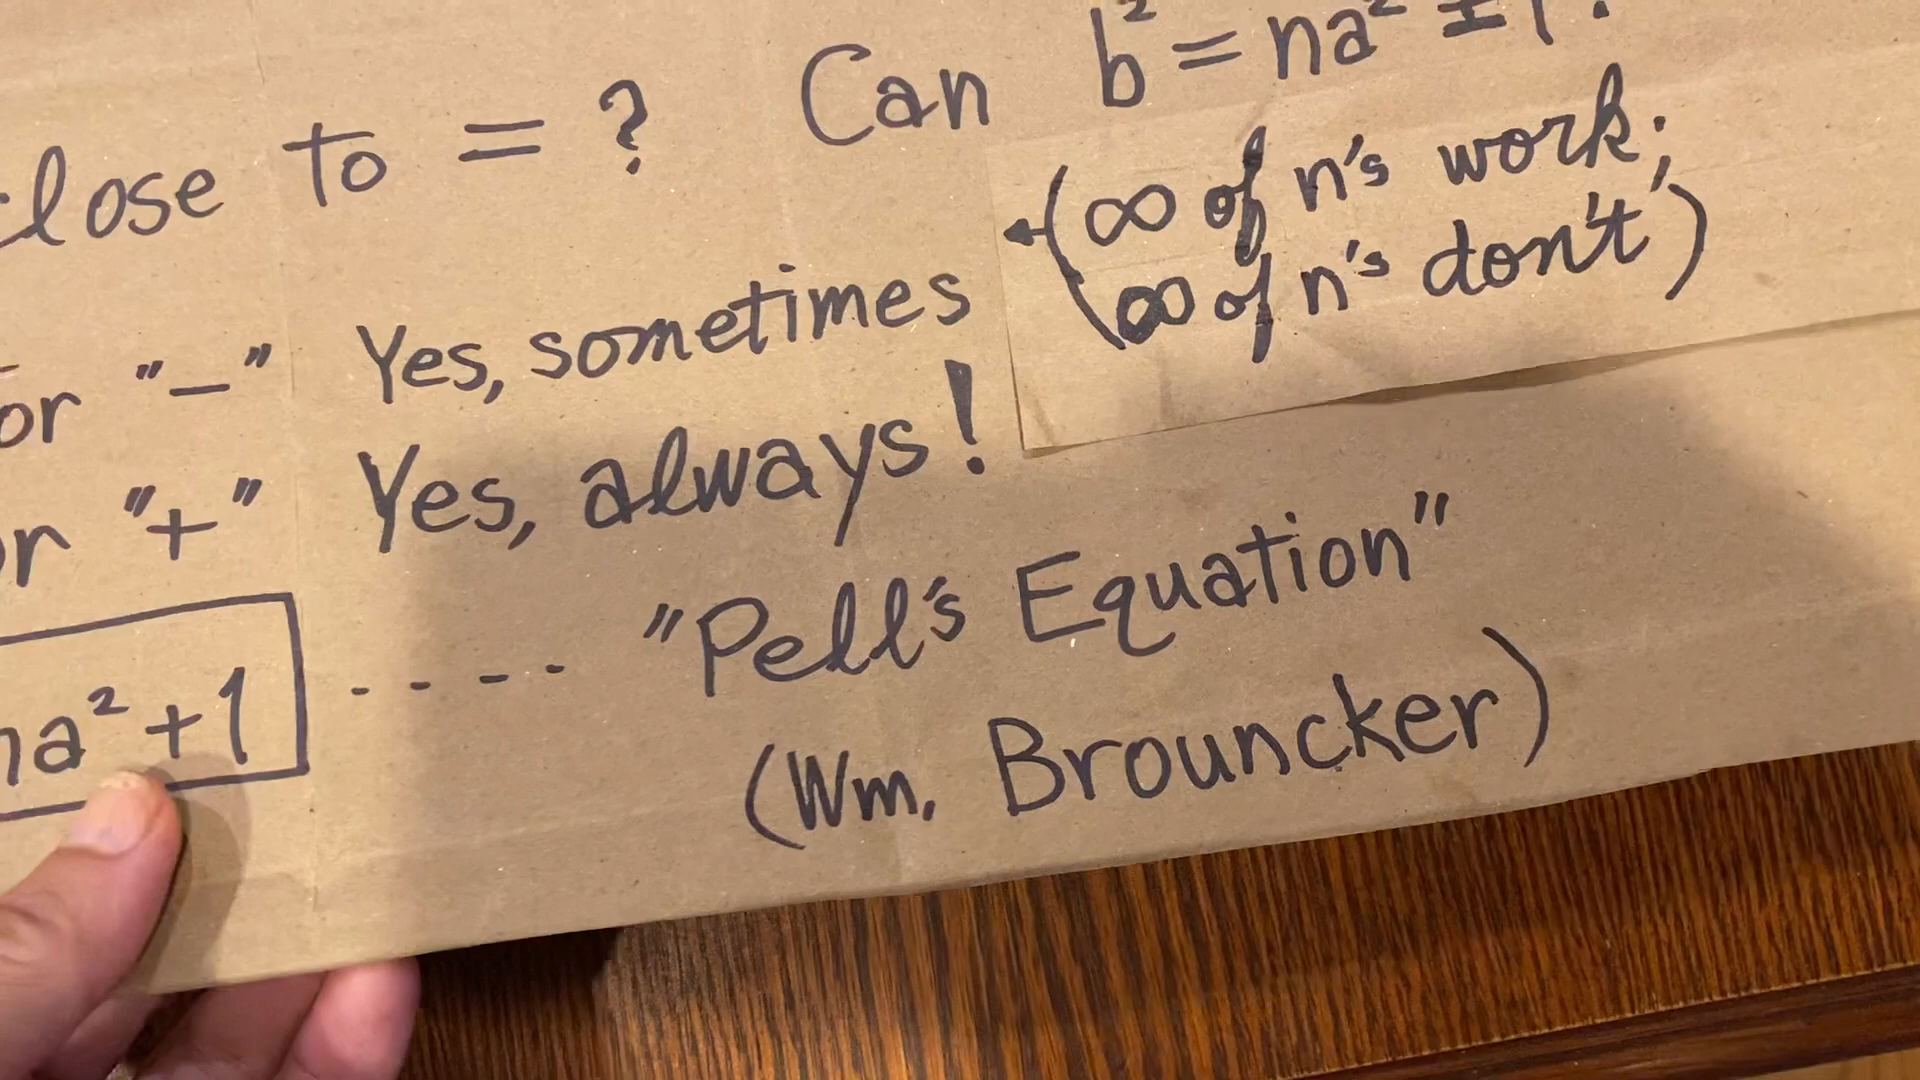 close to = ? Can b² = na² ± 1 ?
(∞ of n's work;
∞ of n's don't)
or "–" Yes, sometimes
or "+" Yes, always!
na² + 1 - - - - "Pell's Equation"
(Wm. Brouncker)